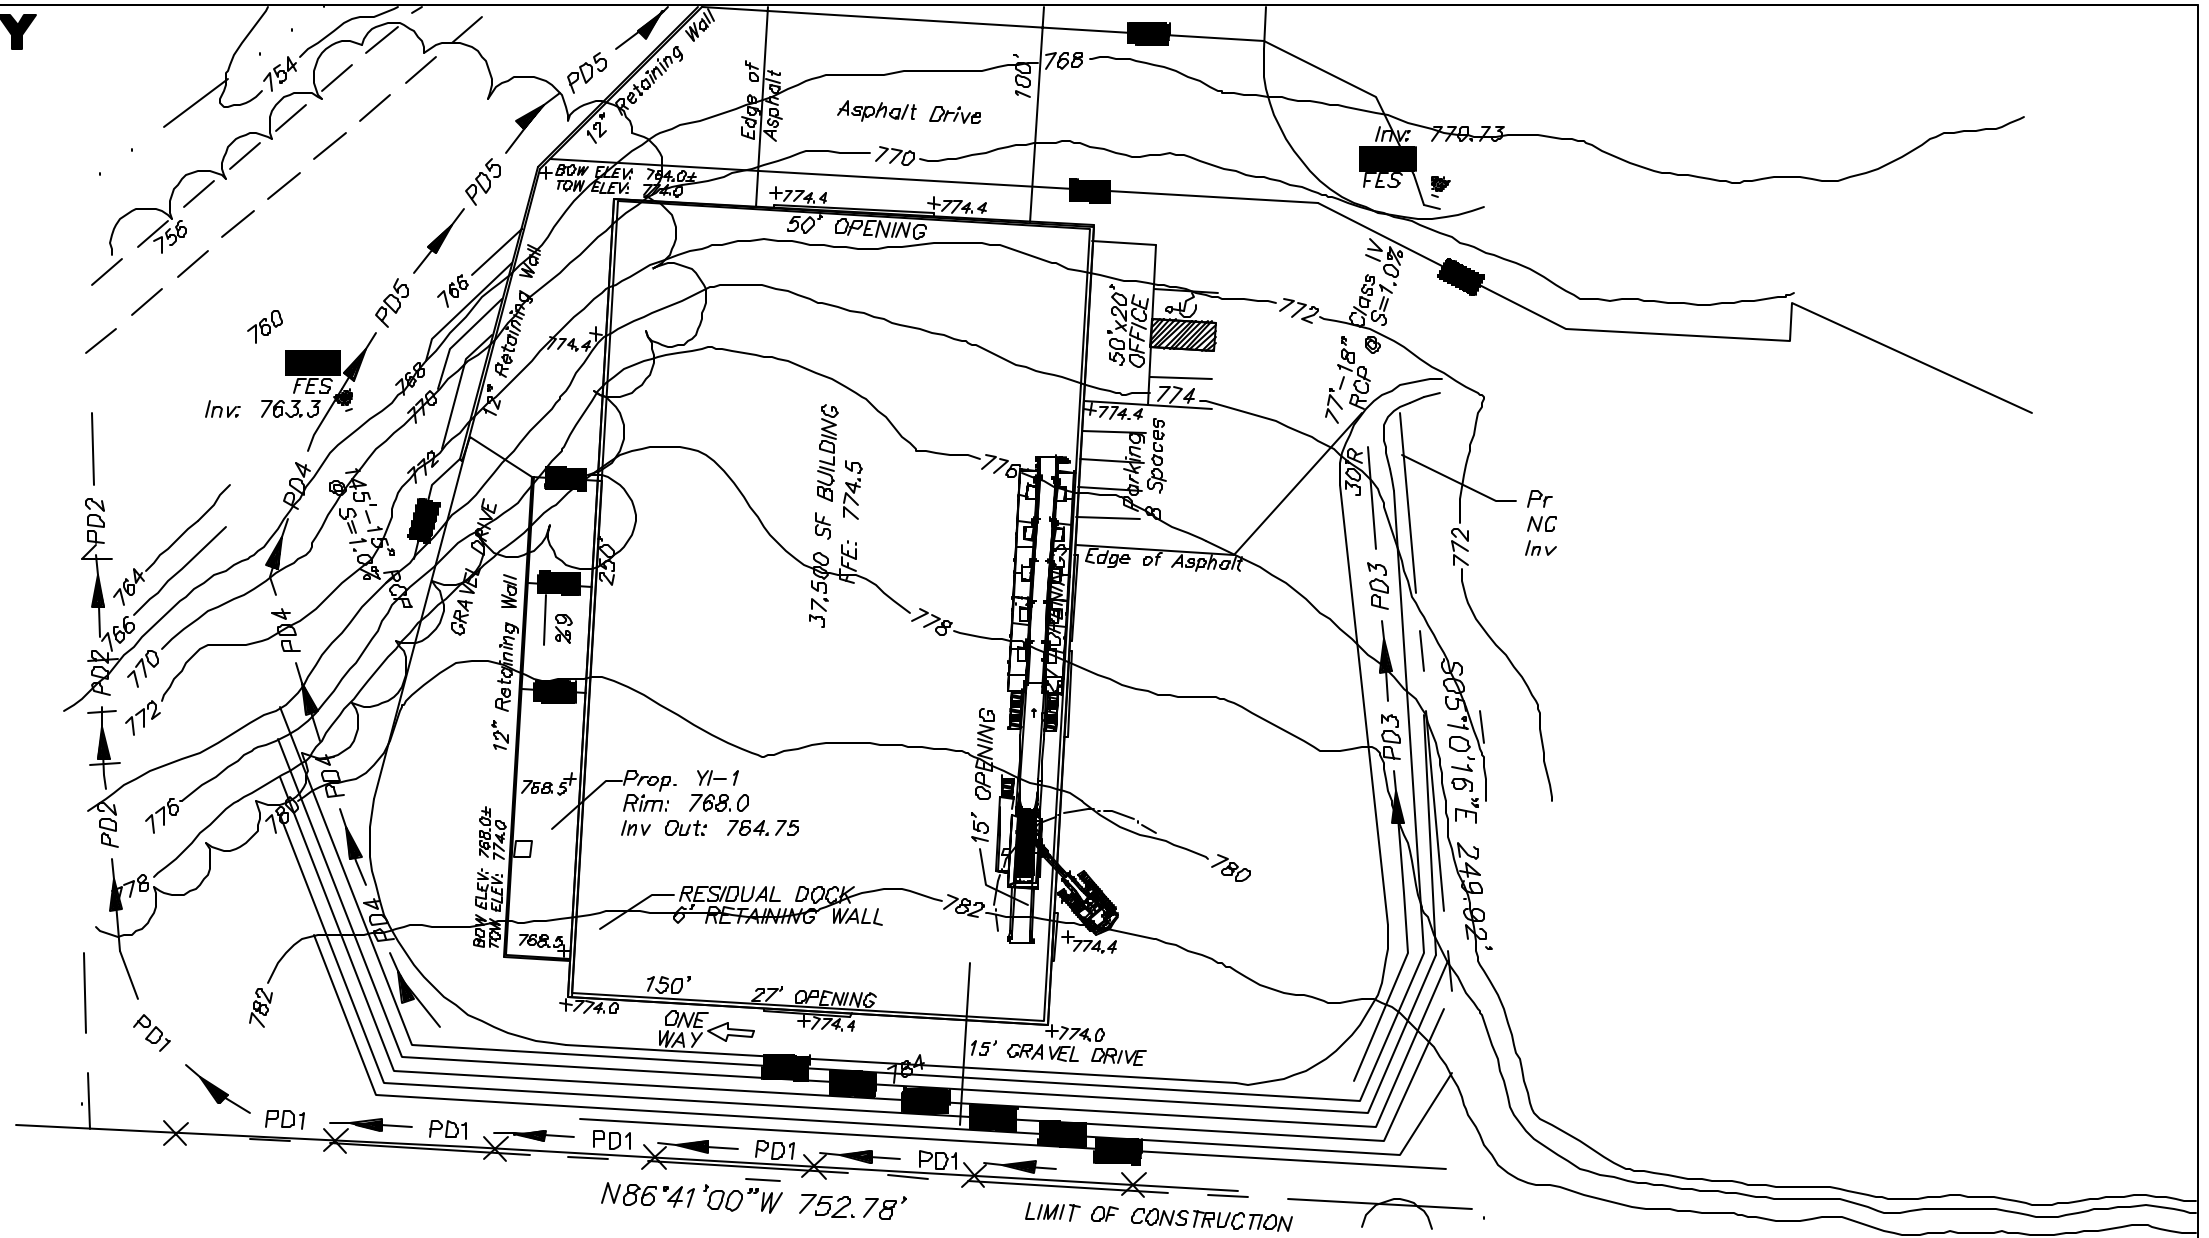 Y
754
PD5
12" Retaining Wall
Edge of
Asphalt
100'
768
Asphalt Drive
Inv: 770.73
FES
770
BOW ELEV: 764.0±
TOW ELEV: 774.0
PD5
774.4
774.4
50' OPENING
756
766
12" Retaining Wall
PD5
760
FES
Inv: 763.3
774.4
768
770
772
50'x20'
OFFICE
772
77'-18" Class IV
RCP @ S=1.0%
774
774.4
Parking
8 Spaces
30'R
776
37,500 SF BUILDING
FFE: 774.5
PD4
145'-15" RCP
@ S=1.0%
GRAVEL DRIVE
250'
6%
12" Retaining Wall
Edge of Asphalt
772
Pr
NC
Inv
PD2
764
766
770
772
PD2
PD4
778
PD3
PD3
S05°10'16"E 249.92'
15' OPENING
Prop. YI-1
Rim: 768.0
Inv Out: 764.75
768.5
BOW ELEV: 768.0±
TOW ELEV: 774.0
PD4
776
780
PD2
778
780
RESIDUAL DOCK
6' RETAINING WALL
782
774.4
768.5
PD4
782
150'
27' OPENING
774.0
774.4
774.0
ONE
WAY
15' GRAVEL DRIVE
784
PD1
PD1
PD1
PD1
PD1
PD1
N86°41'00"W 752.78'
LIMIT OF CONSTRUCTION